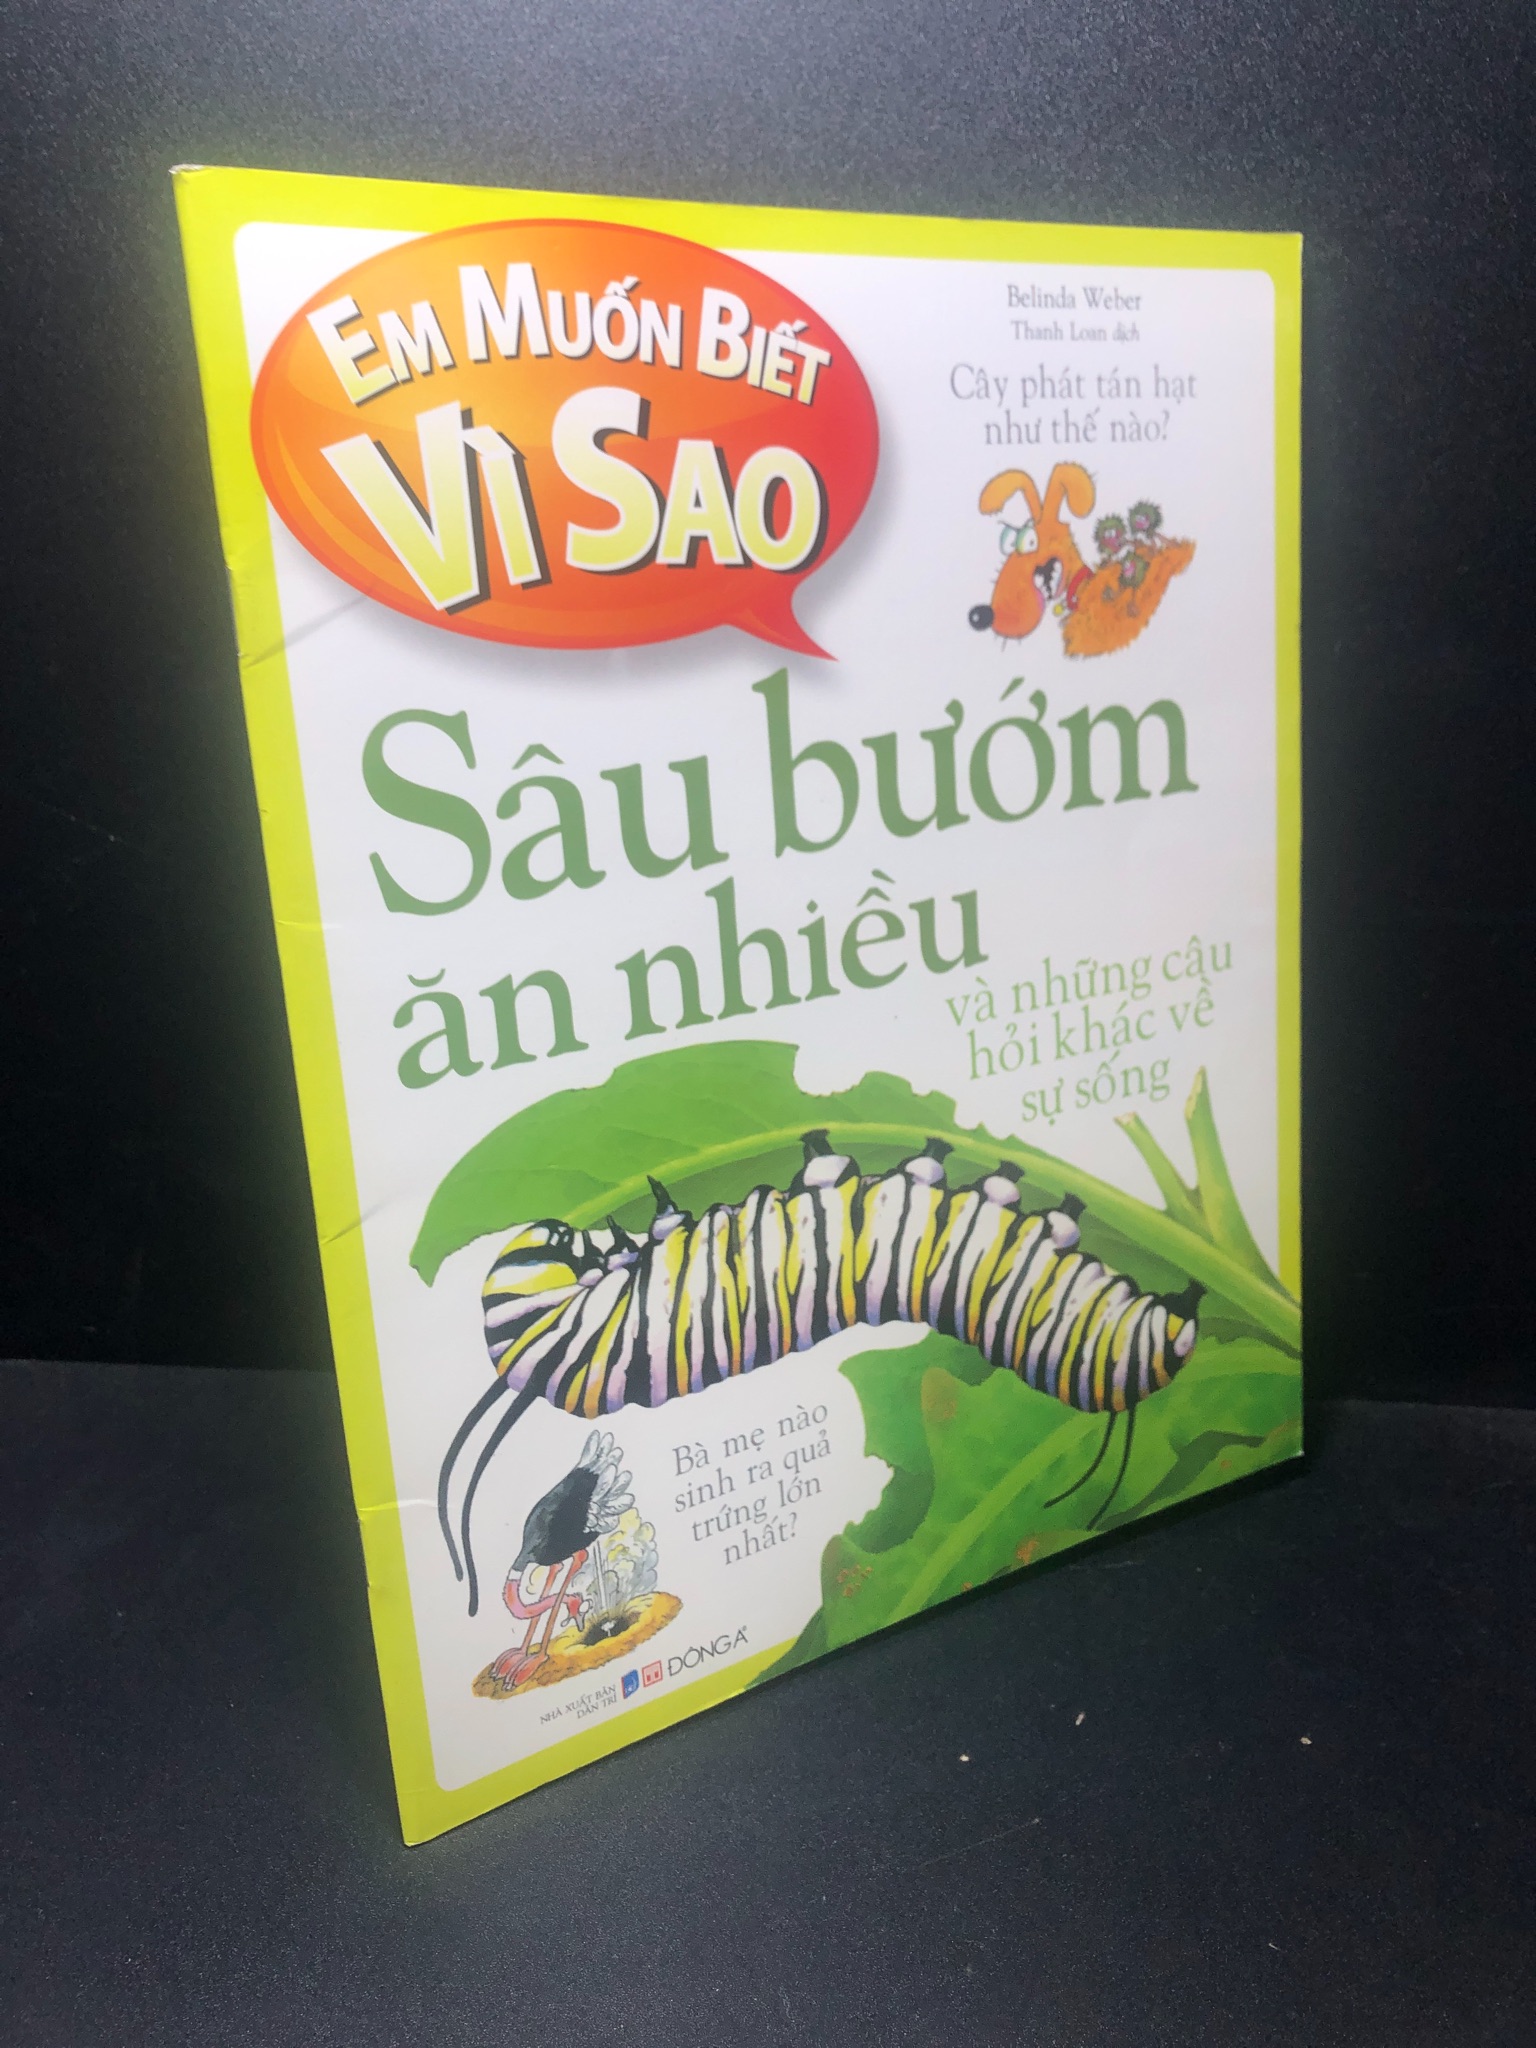 EM MUỐN BIẾT
VÌ SAO
Belinda Weber
Thanh Loan dịch
Cây phát tán hạt
như thế nào?
Sâu bướm
ăn nhiều
và những câu
hỏi khác về
sự sống
Bà mẹ nào
sinh ra quả
trứng lớn
nhất?
NHÀ XUẤT BẢN
DÂN TRÍ
ĐÔNG A